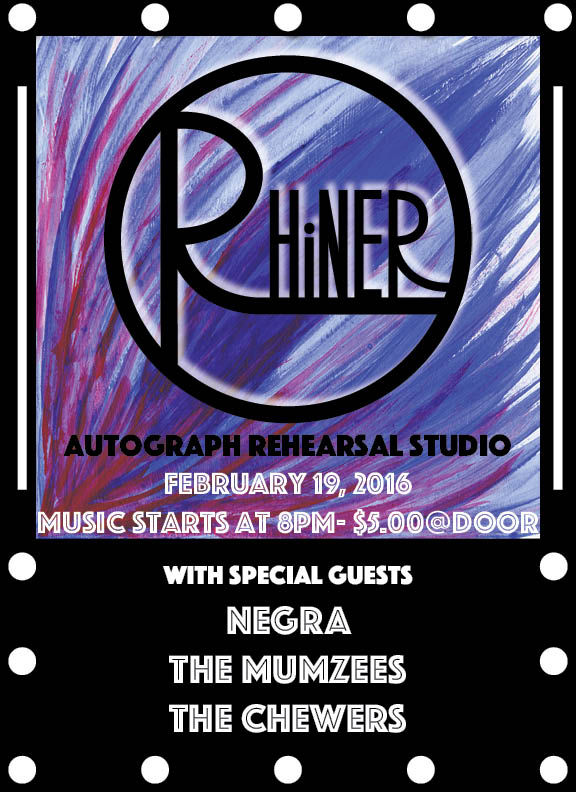 RHiNER
AUTOGRAPH REHEARSAL STUDIO
FEBRUARY 19, 2016
MUSIC STARTS AT 8PM- $5.00@DOOR
WITH SPECIAL GUESTS
NEGRA
THE MUMZEES
THE CHEWERS